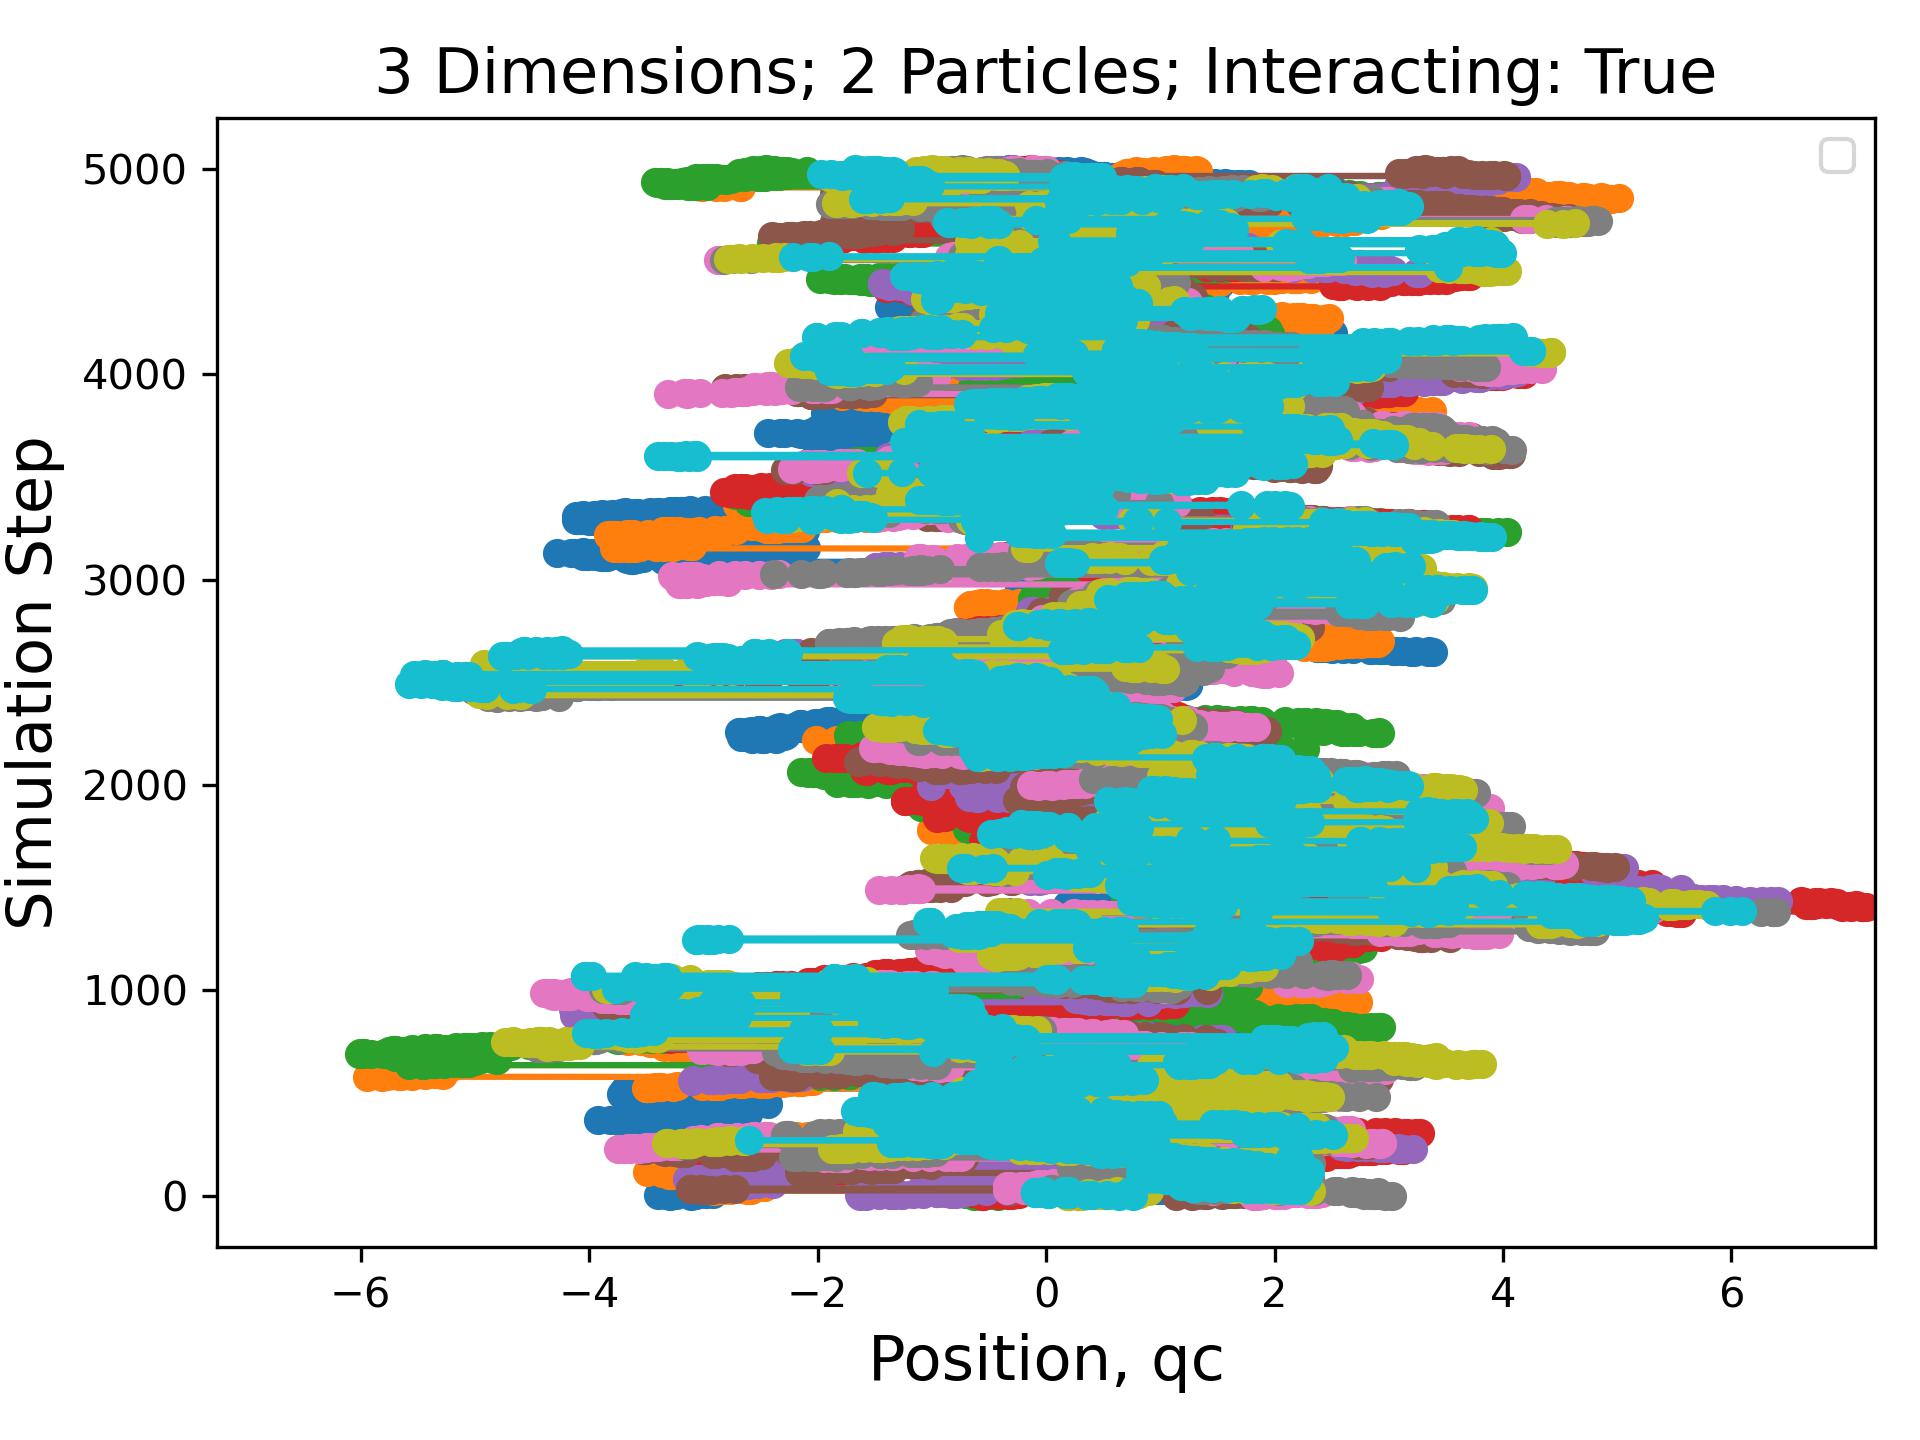 3 Dimensions; 2 Particles; Interacting: True
5000
4000
3000
2000
1000
0
Simulation Step
−6 −4 −2 0 2 4 6
Position, qc